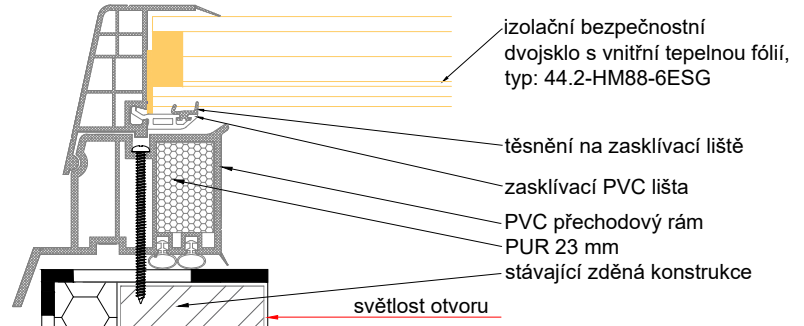 izolační bezpečnostní
dvojsklo s vnitřní tepelnou fólií,
typ: 44.2-HM88-6ESG
těsnění na zasklívací liště
zasklívací PVC lišta
PVC přechodový rám
PUR 23 mm
stávající zděná konstrukce
světlost otvoru